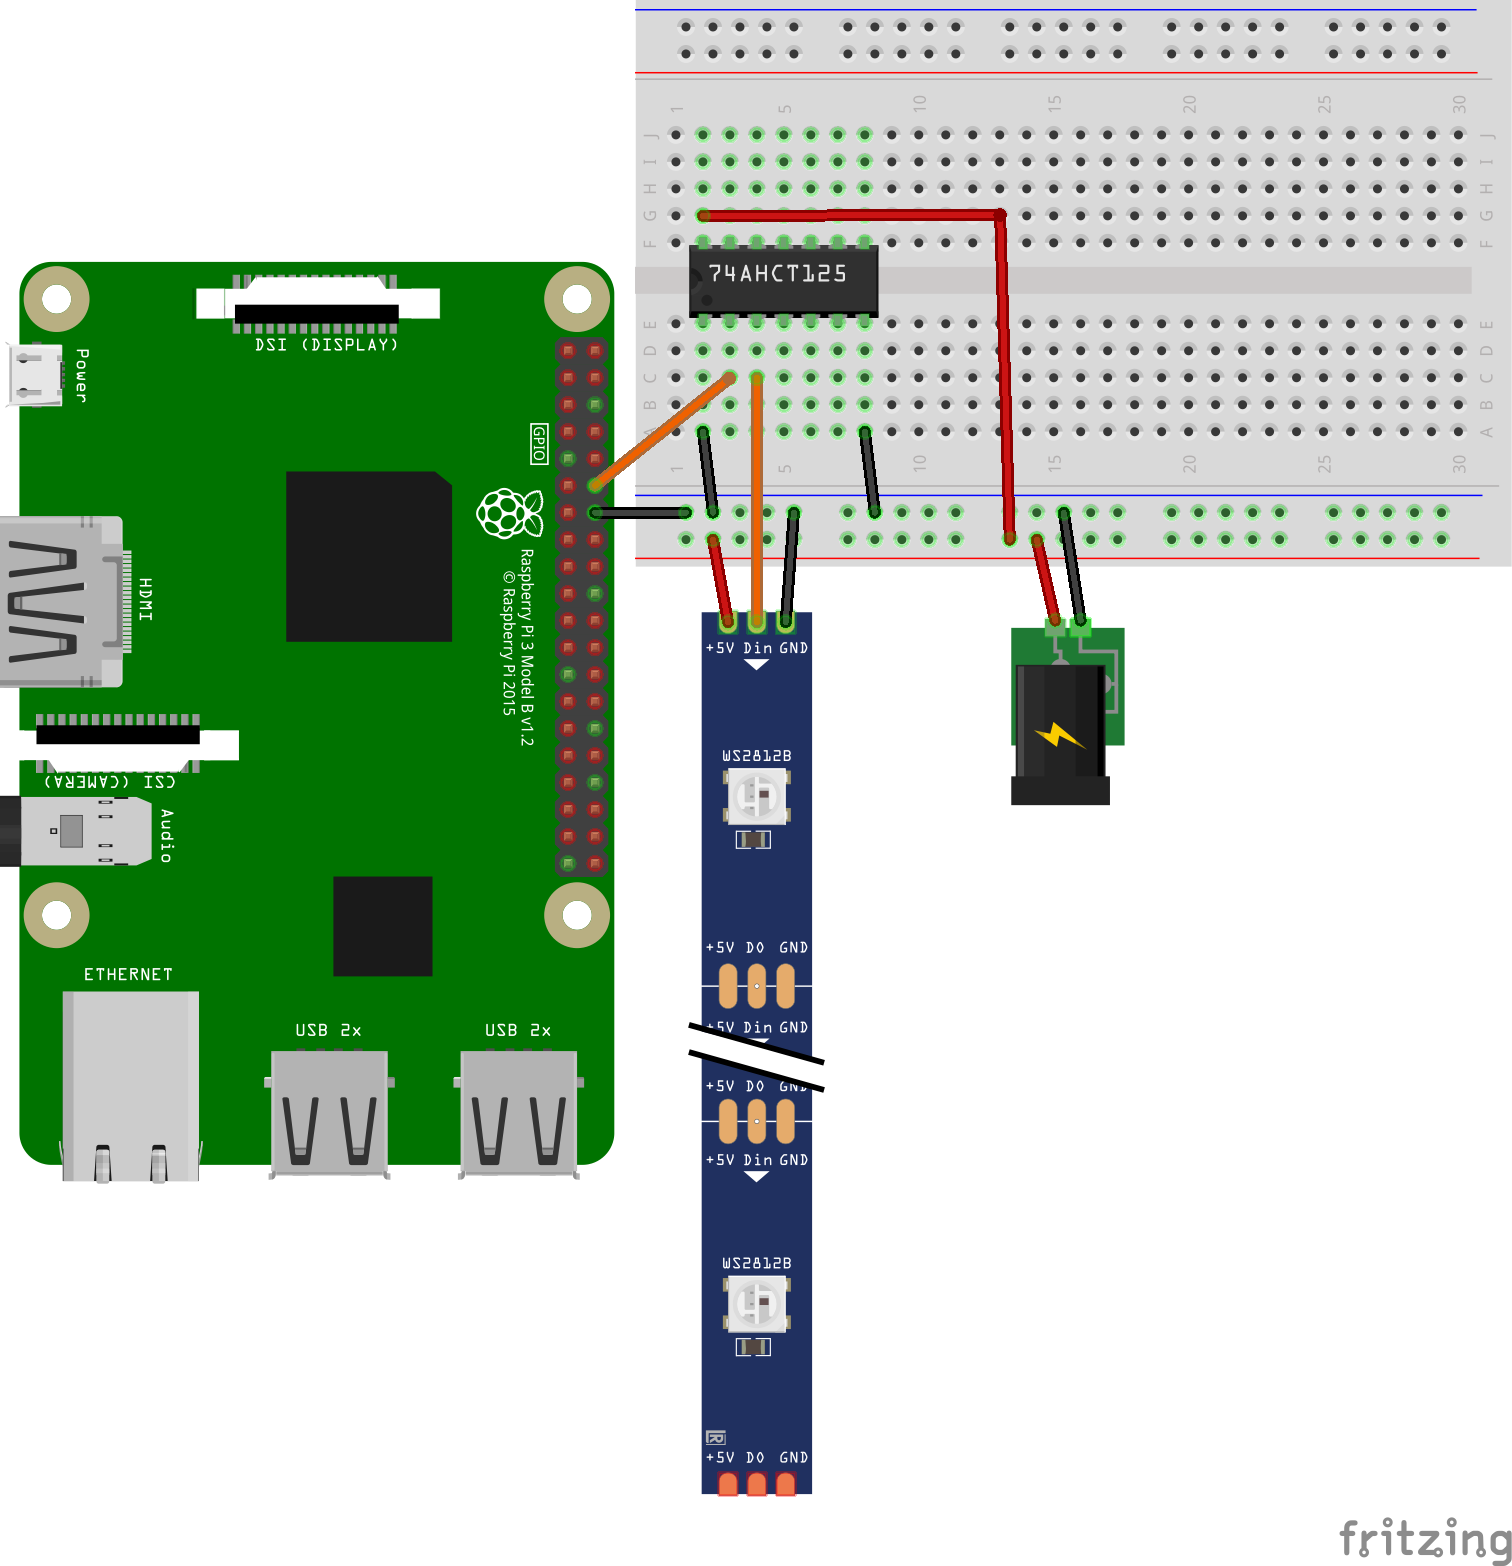 1
5
10
15
20
25
30
J
I
H
G
F
J
I
H
G
F
74AHCT125
E
D
C
B
A
E
D
C
B
A
1
5
10
15
20
25
30
DSI (DISPLAY)
Power
GPIO
HDMI
Raspberry Pi 3 Model B v1.2
© Raspberry Pi 2015
CSI (CAMERA)
Audio
ETHERNET
USB 2x
USB 2x
+5V Din GND
WS2812B
+5V DO GND
+5V Din GND
+5V DO GND
+5V Din GND
WS2812B
+5V DO GND
fritzing